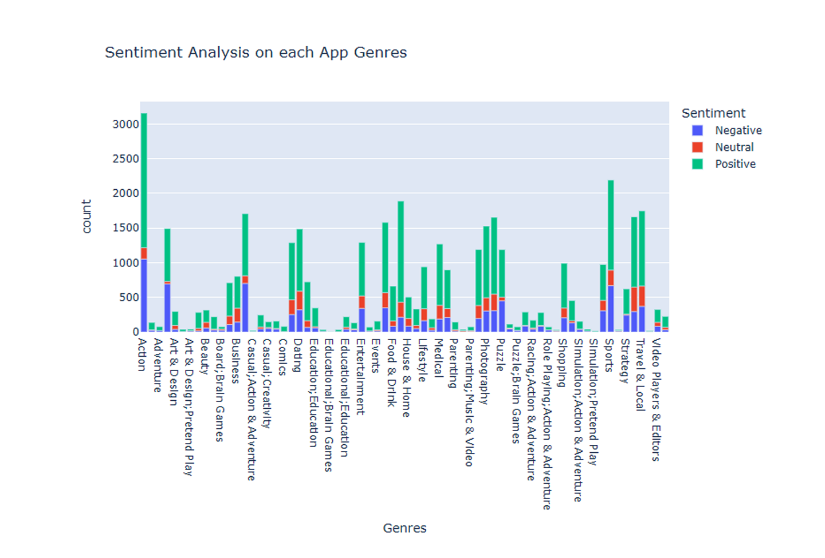 Sentiment Analysis on each App Genres
Sentiment
Negative
Neutral
Positive
count
3000
2500
2000
1500
1000
500
0
Action
Adventure
Art & Design
Art & Design;Pretend Play
Beauty
Board;Brain Games
Business
Casual;Action & Adventure
Casual;Creativity
Comics
Dating
Education;Education
Educational;Brain Games
Educational;Education
Entertainment
Events
Food & Drink
House & Home
Lifestyle
Medical
Parenting
Parenting;Music & Video
Photography
Puzzle
Puzzle;Brain Games
Racing;Action & Adventure
Role Playing;Action & Adventure
Shopping
Simulation;Action & Adventure
Simulation;Pretend Play
Sports
Strategy
Travel & Local
Video Players & Editors
Genres